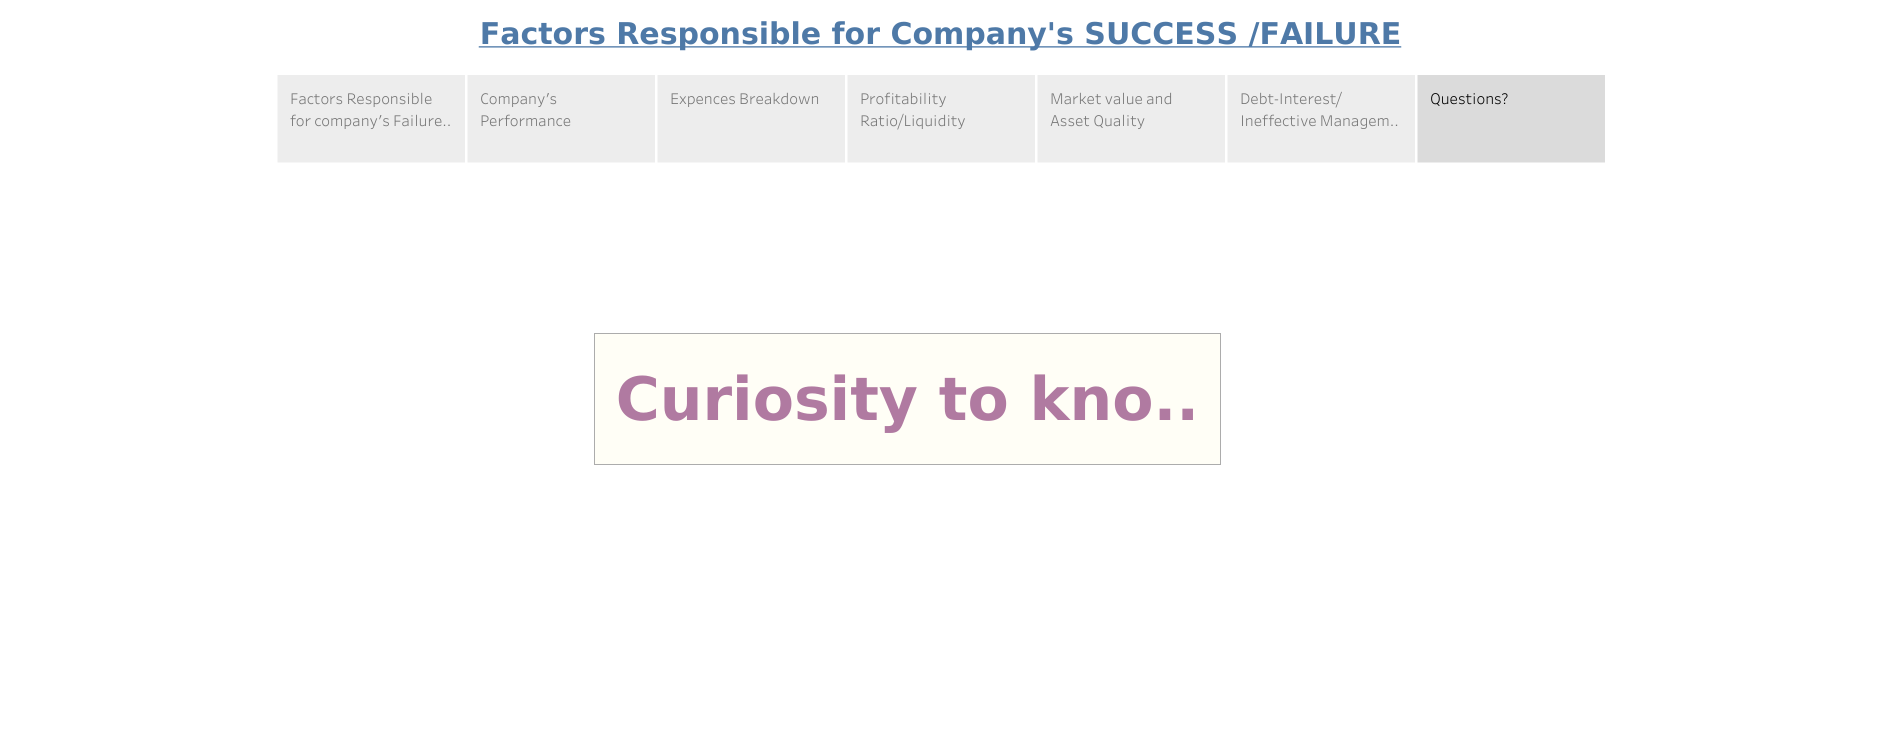 Factors Responsible for Company's SUCCESS /FAILURE
Factors Responsible
for company's Failure..
Company's
Performance
Expences Breakdown
Profitability
Ratio/Liquidity
Market value and
Asset Quality
Debt-Interest/
Ineffective Managem..
Questions?
Curiosity to kno..